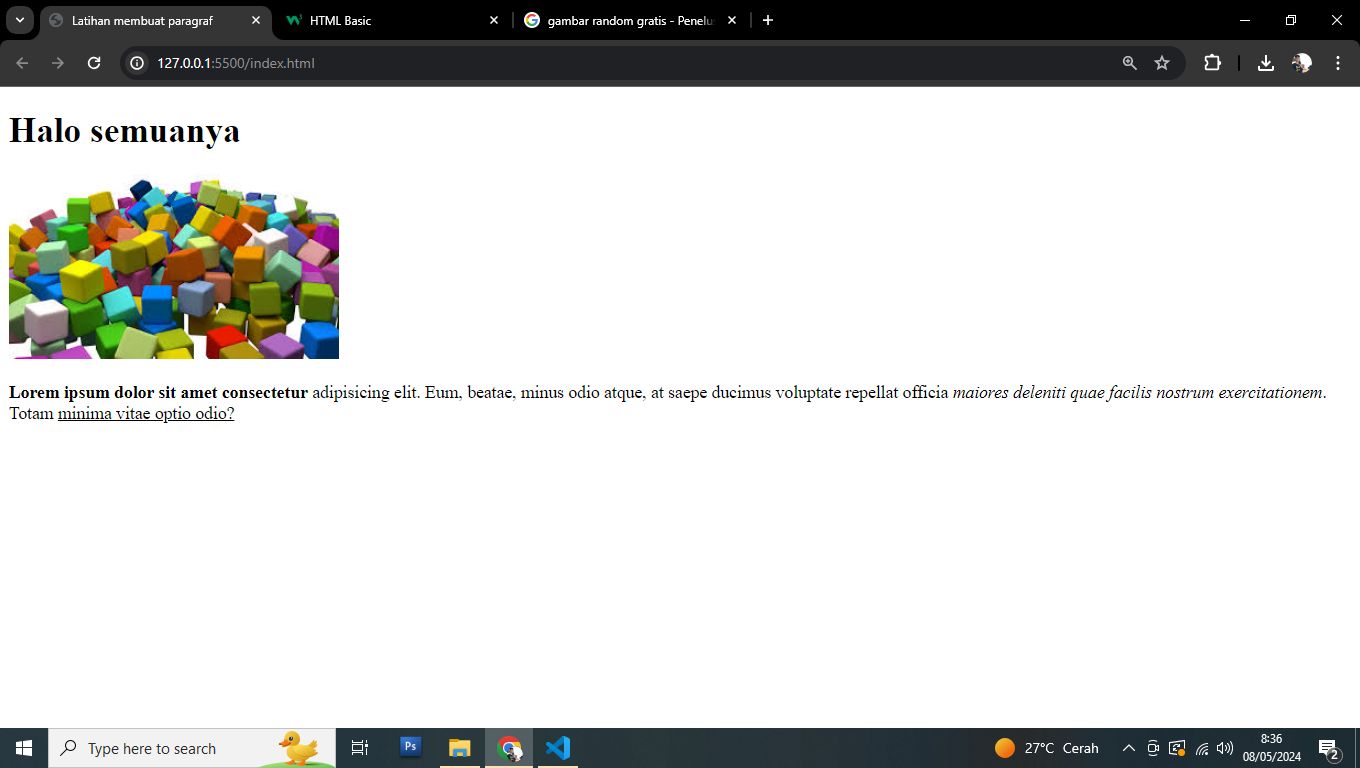 Latihan membuat paragraf
HTML Basic
gambar random gratis - Penelu
127.0.0.1:5500/index.html
Halo semuanya
Lorem ipsum dolor sit amet consectetur adipisicing elit. Eum, beatae, minus odio atque, at saepe ducimus voluptate repellat officia maiores deleniti quae facilis nostrum exercitationem.
Totam minima vitae optio odio?
Type here to search
Ps
27°C Cerah
8:36
08/05/2024
2